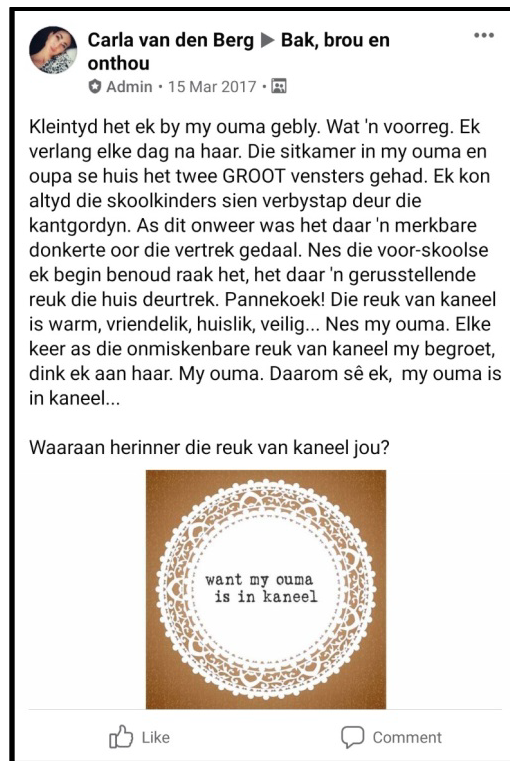 Carla van den Berg ▶ Bak, brou en
onthou
Admin • 15 Mar 2017 •
Kleintyd het ek by my ouma gebly. Wat 'n voorreg. Ek
verlang elke dag na haar. Die sitkamer in my ouma en
oupa se huis het twee GROOT vensters gehad. Ek kon
altyd die skoolkinders sien verbystap deur die
kantgordyn. As dit onweer was het daar 'n merkbare
donkerte oor die vertrek gedaal. Nes die voor-skoolse
ek begin benoud raak het, het daar 'n gerusstellende
reuk die huis deurtrek. Pannekoek! Die reuk van kaneel
is warm, vriendelik, huislik, veilig... Nes my ouma. Elke
keer as die onmiskenbare reuk van kaneel my begroet,
dink ek aan haar. My ouma. Daarom sê ek, my ouma is
in kaneel...
Waaraan herinner die reuk van kaneel jou?
want my ouma
is in kaneel
Like
Comment